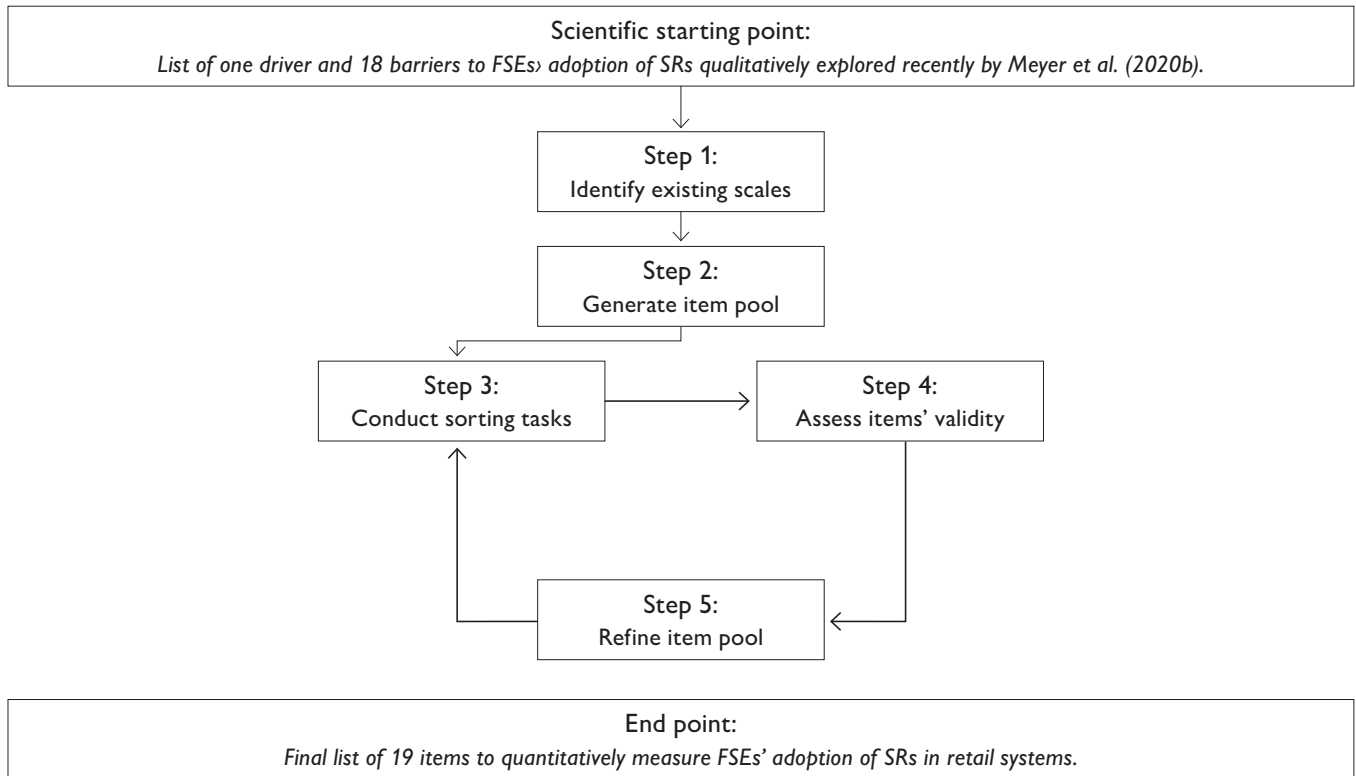 Scientific starting point:
List of one driver and 18 barriers to FSEs› adoption of SRs qualitatively explored recently by Meyer et al. (2020b).
Step 1:
Identify existing scales
Step 2:
Generate item pool
Step 3:
Conduct sorting tasks
Step 4:
Assess items’ validity
Step 5:
Refine item pool
End point:
Final list of 19 items to quantitatively measure FSEs’ adoption of SRs in retail systems.